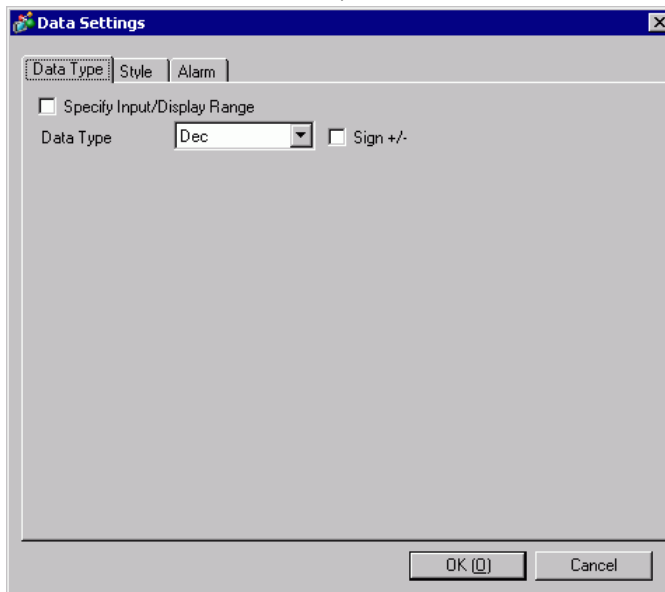 Data Settings
Data Type Style Alarm
Specify Input/Display Range
Data Type Dec Sign +/-
OK (O) Cancel